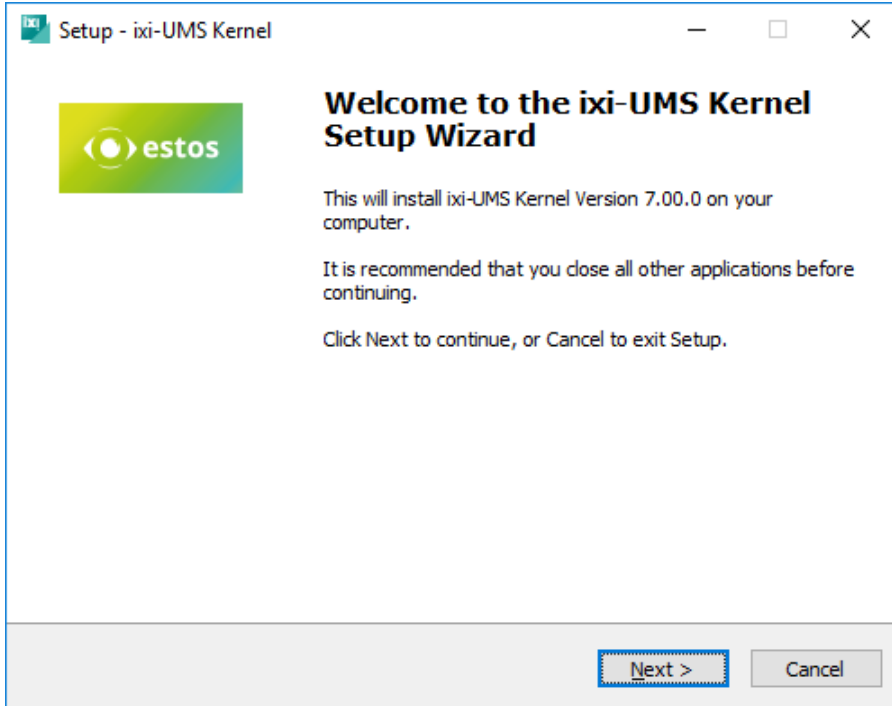 ixi
Setup - ixi-UMS Kernel
estos
Welcome to the ixi-UMS Kernel
Setup Wizard
This will install ixi-UMS Kernel Version 7.00.0 on your
computer.
It is recommended that you close all other applications before
continuing.
Click Next to continue, or Cancel to exit Setup.
Next >
Cancel